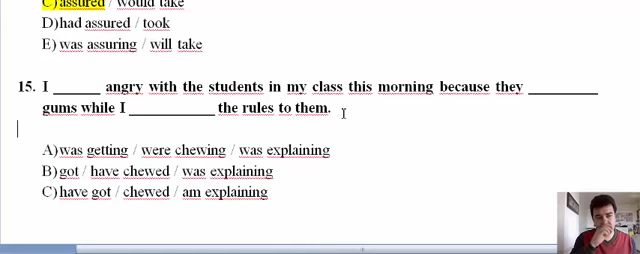 C) assured / would take
D) had assured / took
E) was assuring / will take
15. I ______ angry with the students in my class this morning because they _________
gums while I ___________ the rules to them.
A) was getting / were chewing / was explaining
B) got / have chewed / was explaining
C) have got / chewed / am explaining